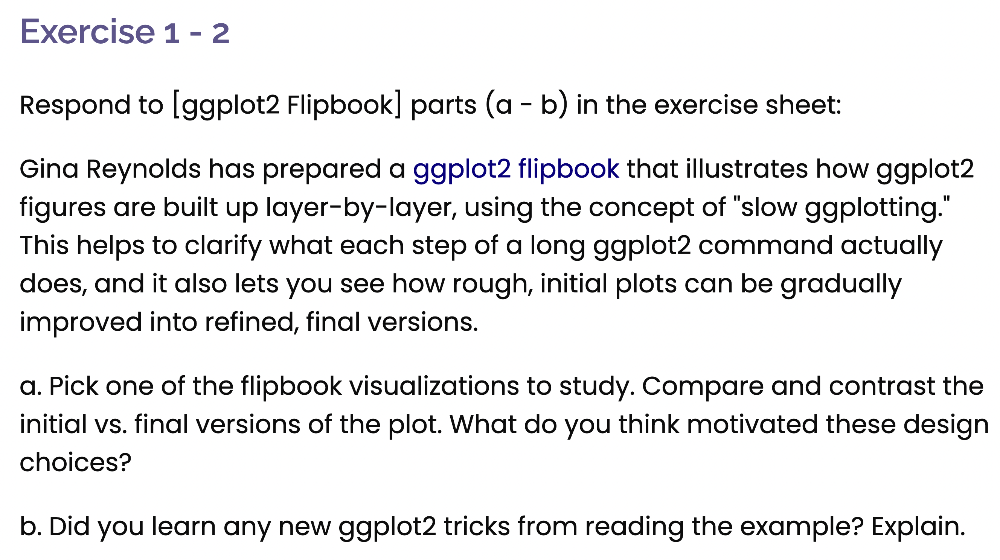 Exercise 1 - 2
Respond to [ggplot2 Flipbook] parts (a - b) in the exercise sheet:
Gina Reynolds has prepared a ggplot2 flipbook that illustrates how ggplot2
figures are built up layer-by-layer, using the concept of "slow ggplotting."
This helps to clarify what each step of a long ggplot2 command actually
does, and it also lets you see how rough, initial plots can be gradually
improved into refined, final versions.
a. Pick one of the flipbook visualizations to study. Compare and contrast the
initial vs. final versions of the plot. What do you think motivated these design
choices?
b. Did you learn any new ggplot2 tricks from reading the example? Explain.